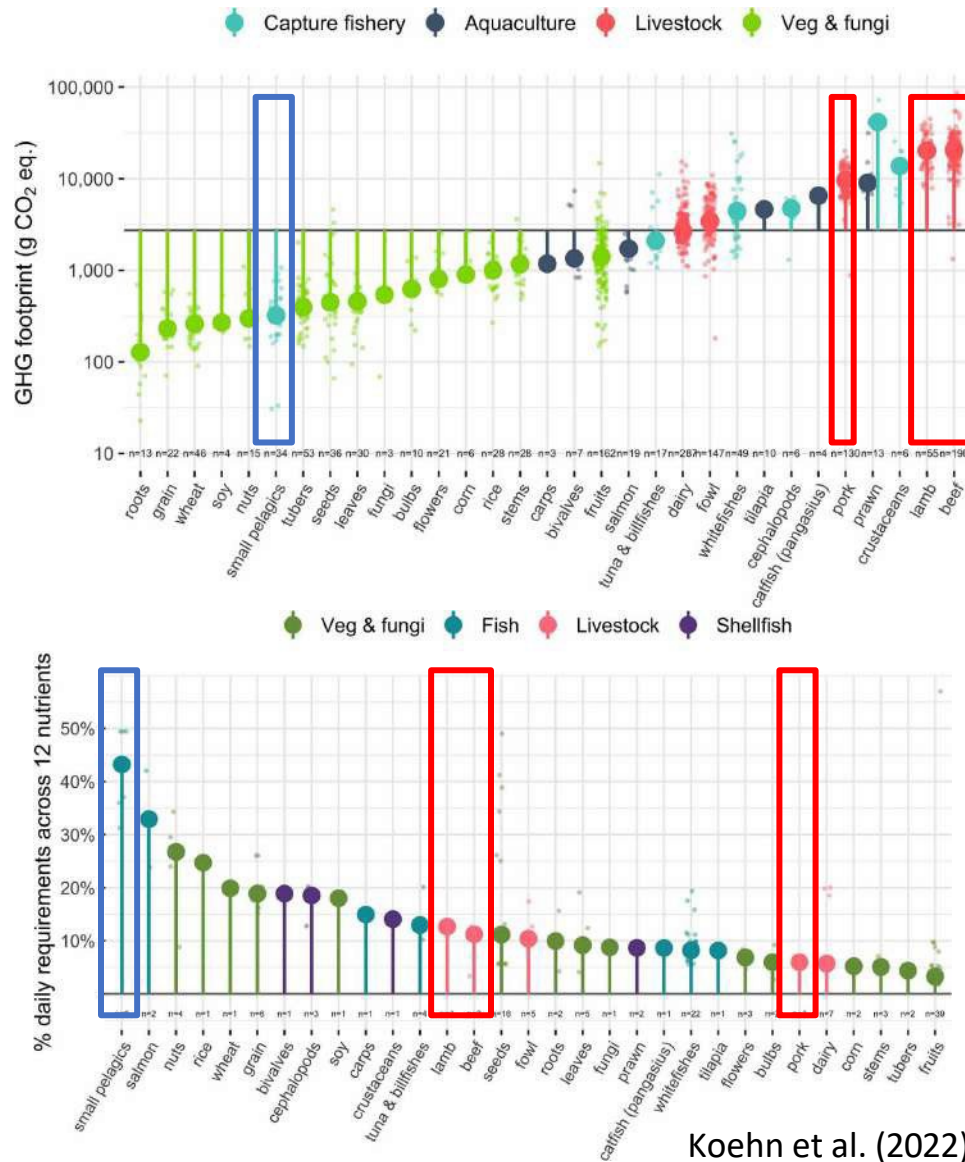 Capture fishery Aquaculture Livestock Veg & fungi
GHG footprint (g CO₂ eq.)
100,000
10,000
1,000
100
10
n=13 n=22 n=46 n=4 n=15 n=34 n=53 n=36 n=30 n=3 n=10 n=21 n=6 n=28 n=28 n=3 n=7 n=162 n=19 n=17 n=287 n=147 n=49 n=10 n=6 n=4 n=130 n=13 n=6 n=55 n=196
roots grain wheat soy nuts small pelagics tubers seeds leaves fungi bulbs flowers corn rice stems carps bivalves fruits salmon tuna & billfishes dairy fowl whitefishes tilapia cephalopods catfish (pangasius) pork prawn crustaceans lamb beef
Veg & fungi Fish Livestock Shellfish
% daily requirements across 12 nutrients
50%
40%
30%
20%
10%
n=2 n=4 n=1 n=1 n=6 n=1 n=3 n=1 n=1 n=1 n=4 n=10 n=5 n=2 n=5 n=1 n=2 n=1 n=22 n=1 n=3 n=7 n=2 n=3 n=2 n=39
small pelagics salmon nuts rice wheat grain bivalves cephalopods soy carps crustaceans tuna & billfishes lamb beef seeds fowl roots leaves fungi prawn catfish (pangasius) whitefishes tilapia flowers bulbs pork dairy corn stems tubers fruits
Koehn et al. (2022)